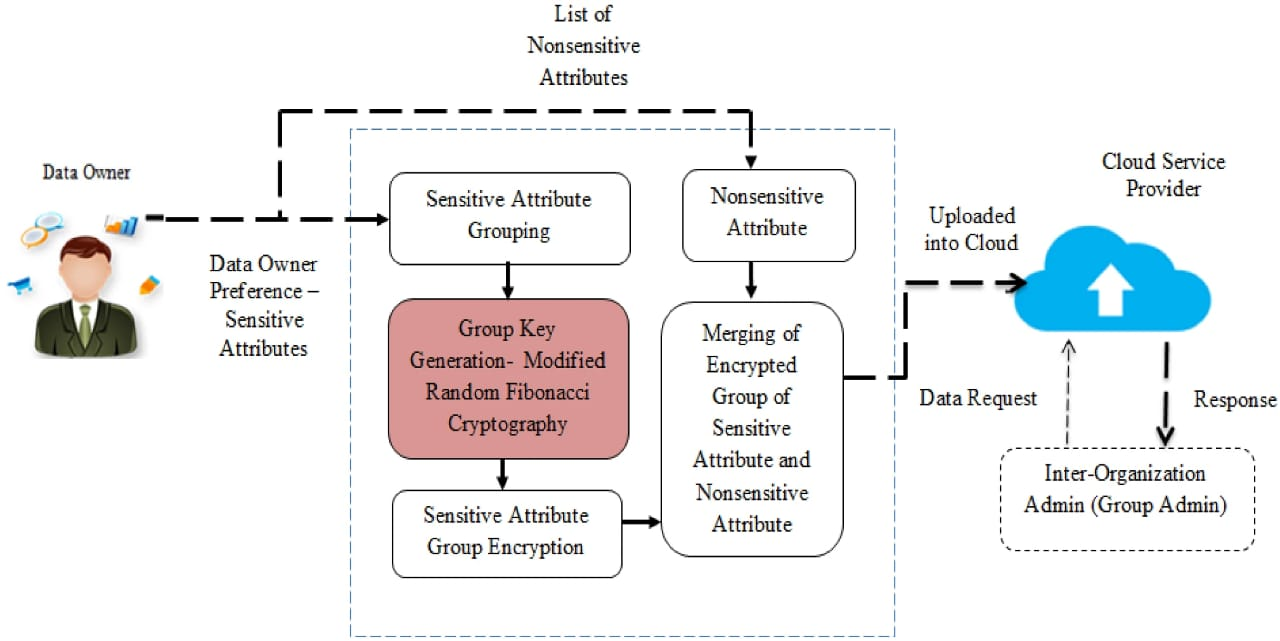 List of
Nonsensitive
Attributes
Data Owner
Data Owner
Preference –
Sensitive
Attributes
Sensitive Attribute
Grouping
Group Key
Generation- Modified
Random Fibonacci
Cryptography
Sensitive Attribute
Group Encryption
Nonsensitive
Attribute
Merging of
Encrypted
Group of
Sensitive
Attribute and
Nonsensitive
Attribute
Uploaded
into Cloud
Cloud Service
Provider
Data Request
Response
Inter-Organization
Admin (Group Admin)